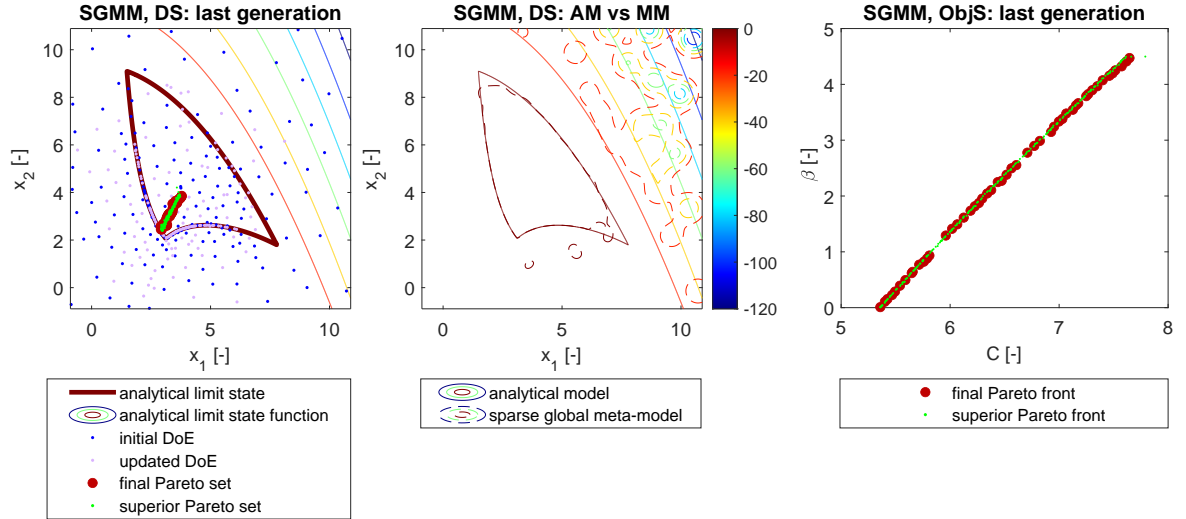 SGMM, DS: last generation
10
8
6
4
2
0
x2 [-]
0
5
10
x1 [-]
analytical limit state
analytical limit state function
initial DoE
updated DoE
final Pareto set
superior Pareto set
SGMM, DS: AM vs MM
10
8
6
4
2
0
x2 [-]
0
5
10
x1 [-]
0
-20
-40
-60
-80
-100
-120
analytical model
sparse global meta-model
SGMM, ObjS: last generation
5
4
3
2
1
0
β [-]
5
6
7
8
C [-]
final Pareto front
superior Pareto front